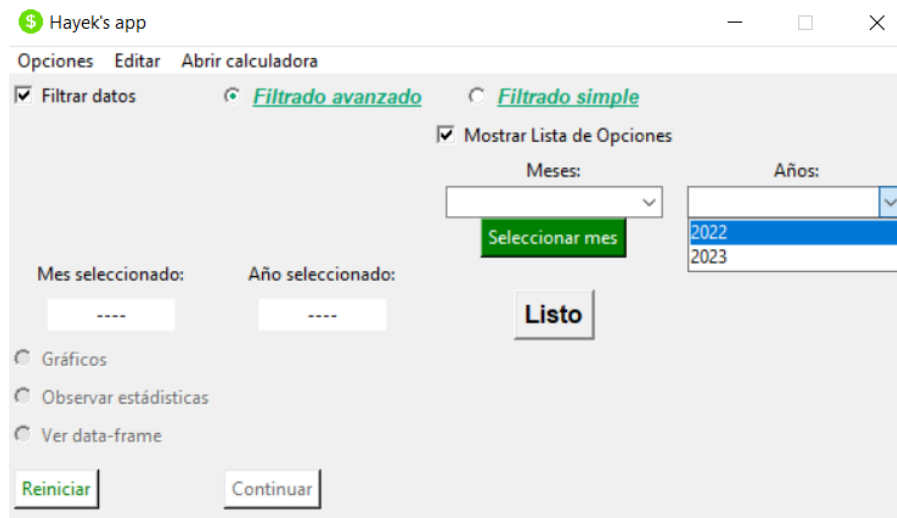 $ Hayek's app
Opciones Editar Abrir calculadora
Filtrar datos Filtrado avanzado Filtrado simple
Mostrar Lista de Opciones
Meses: Años:
Seleccionar mes
2022
2023
Mes seleccionado: Año seleccionado:
---- ----
Listo
Gráficos
Observar estádisticas
Ver data-frame
Reiniciar Continuar